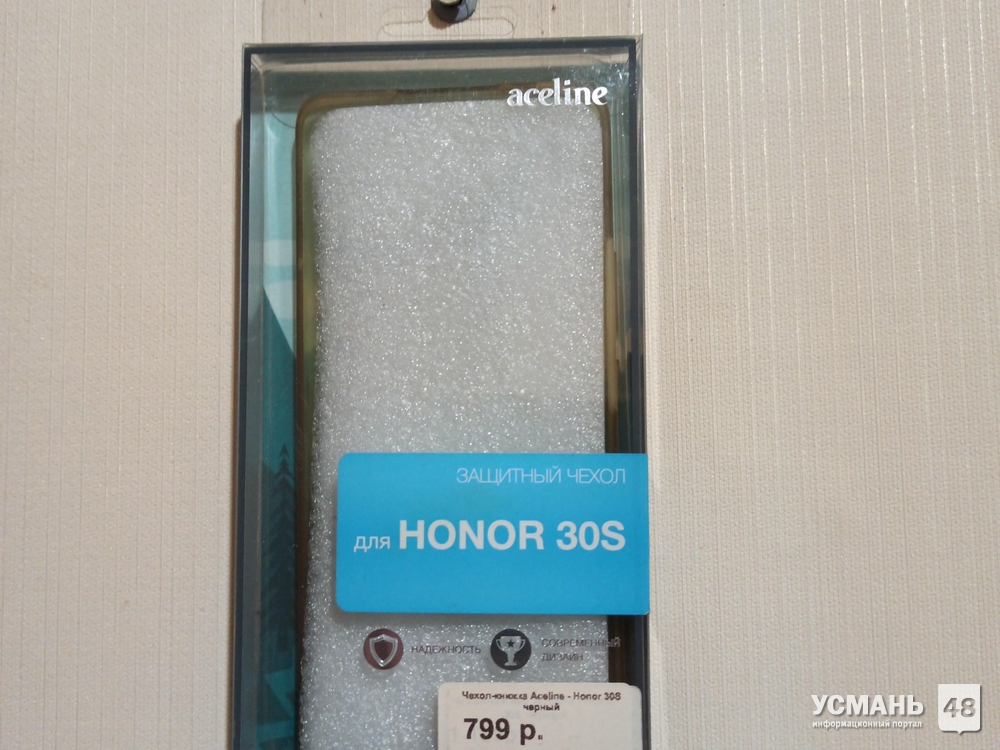 aceline
ЗАЩИТНЫЙ ЧЕХОЛ
для HONOR 30S
НАДЕЖНОСТЬ
СОВРЕМЕННЫЙ
ДИЗАЙН
Чехол-книжка Aceline - Honor 30S
черный
799 р.
УСМАНЬ 48
информационный портал